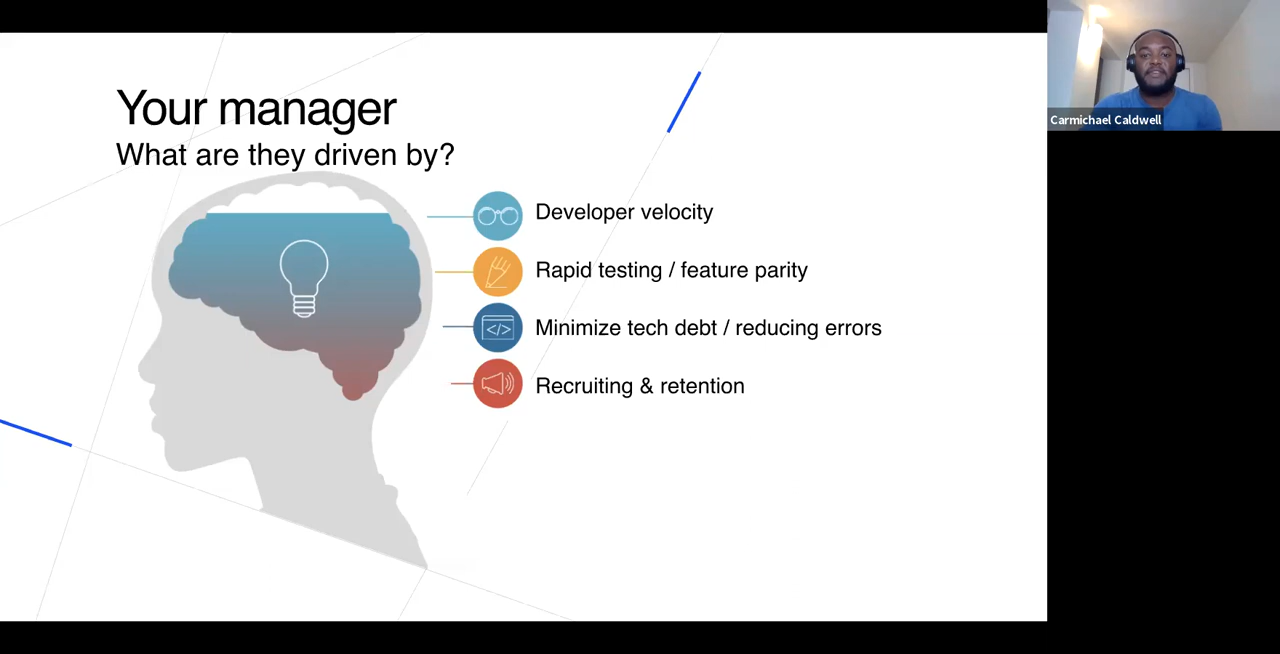 Your manager
What are they driven by?
Developer velocity
Rapid testing / feature parity
</>
Minimize tech debt / reducing errors
Recruiting & retention
Carmichael Caldwell